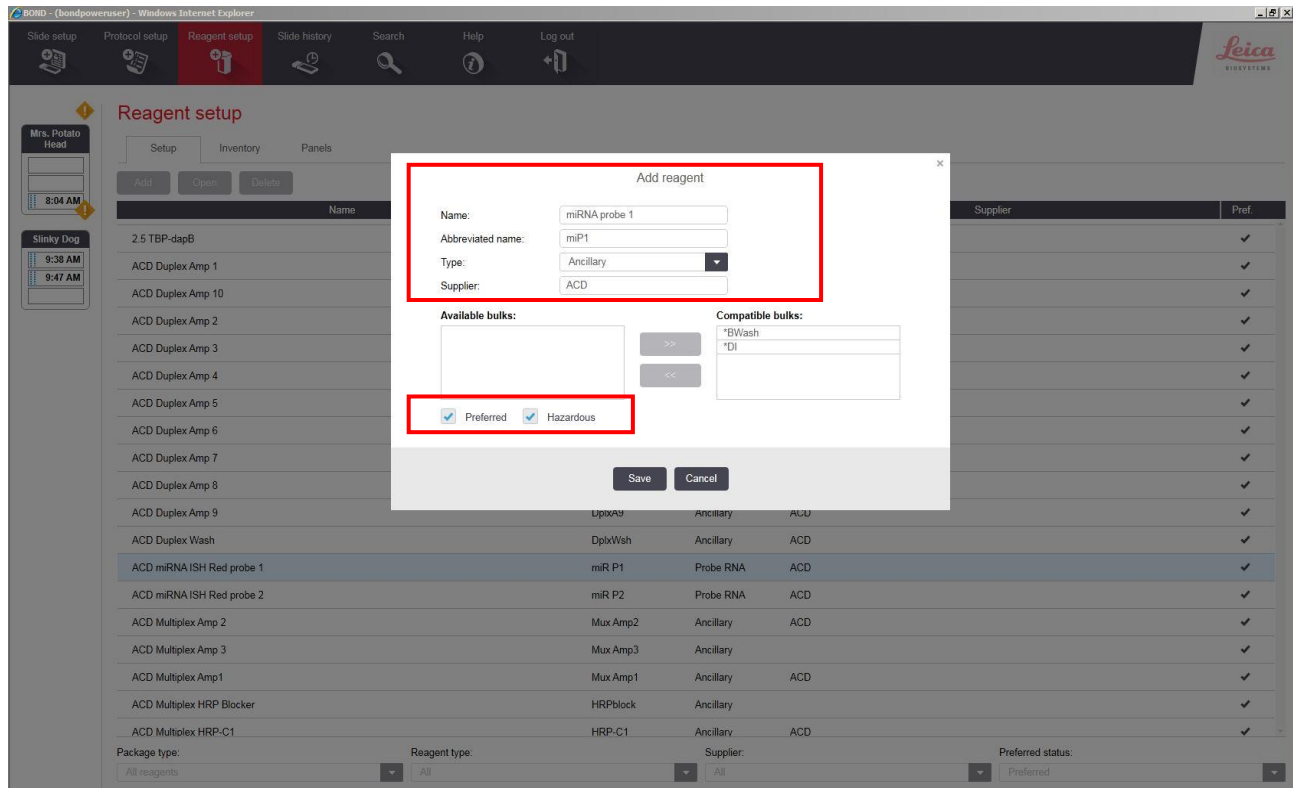 BOND - (bondpoweruser) - Windows Internet Explorer
Slide setup Protocol setup Reagent setup Slide history Search Help Log out
Leica
BIOSYSTEMS
Mrs. Potato
Head
8:04 AM
Slinky Dog
9:38 AM
9:47 AM
Reagent setup
Setup Inventory Panels
Add Open Delete
Name Supplier Pref.
2.5 TBP-dapB
ACD Duplex Amp 1
ACD Duplex Amp 10
ACD Duplex Amp 2
ACD Duplex Amp 3
ACD Duplex Amp 4
ACD Duplex Amp 5
ACD Duplex Amp 6
ACD Duplex Amp 7
ACD Duplex Amp 8
ACD Duplex Amp 9 DplxA9 Ancillary ACD
ACD Duplex Wash DplxWsh Ancillary ACD
ACD miRNA ISH Red probe 1 miR P1 Probe RNA ACD
ACD miRNA ISH Red probe 2 miR P2 Probe RNA ACD
ACD Multiplex Amp 2 Mux Amp2 Ancillary ACD
ACD Multiplex Amp 3 Mux Amp3 Ancillary
ACD Multiplex Amp1 Mux Amp1 Ancillary ACD
ACD Multiplex HRP Blocker HRPblock Ancillary
ACD Multiplex HRP-C1 HRP-C1 Ancillary ACD
Package type: Reagent type: Supplier: Preferred status:
All reagents All All Preferred
Add reagent
Name: miRNA probe 1
Abbreviated name: miP1
Type: Ancillary
Supplier: ACD
Available bulks: Compatible bulks:
*BWash
>>
*DI
<<
Preferred Hazardous
Save Cancel